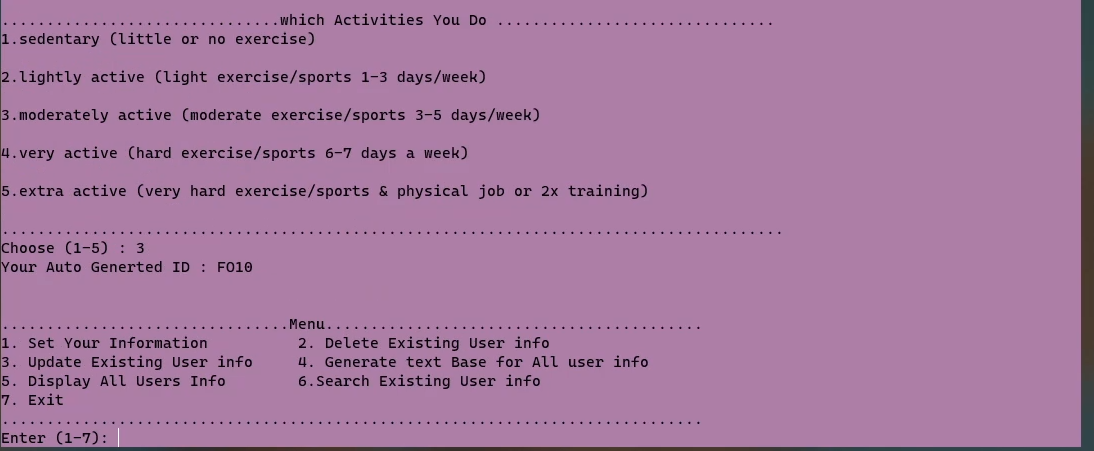 ...............................which Activities You Do ...............................
1.sedentary (little or no exercise)
2.lightly active (light exercise/sports 1-3 days/week)
3.moderately active (moderate exercise/sports 3-5 days/week)
4.very active (hard exercise/sports 6-7 days a week)
5.extra active (very hard exercise/sports & physical job or 2x training)
.......................................................................................
Choose (1-5) : 3
Your Auto Generted ID : FO10
................................Menu..........................................
1. Set Your Information          2. Delete Existing User info
3. Update Existing User info     4. Generate text Base for All user info
5. Display All Users Info        6.Search Existing User info
7. Exit
..............................................................................
Enter (1-7):